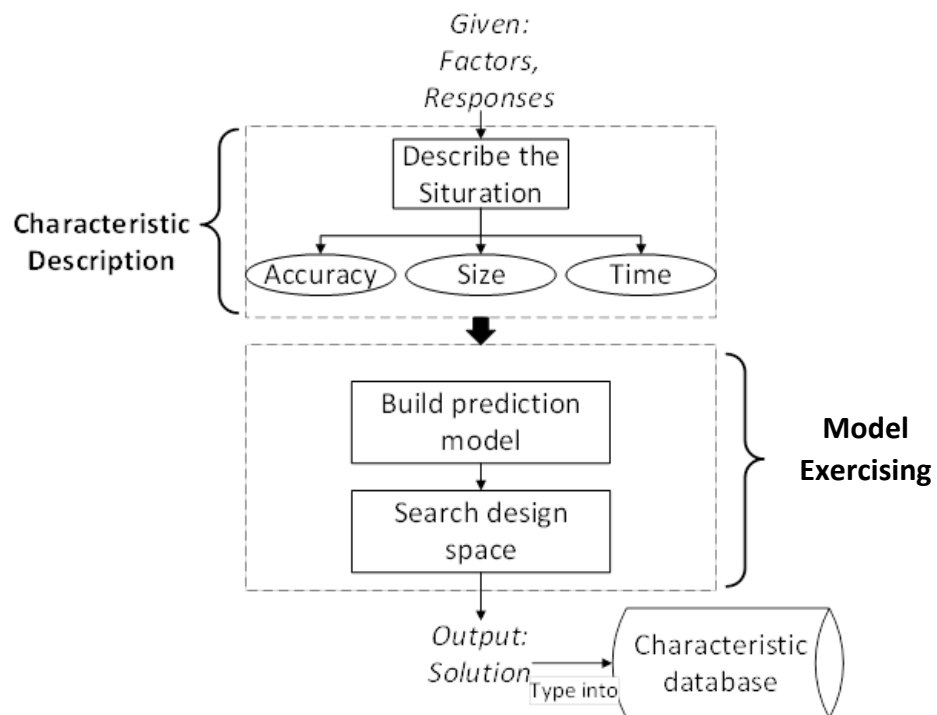 Given:
Factors,
Responses
Describe the
Situration
Characteristic
Description
Accuracy
Size
Time
Build prediction
model
Model
Exercising
Search design
space
Output:
Solution
Type into
Characteristic
database